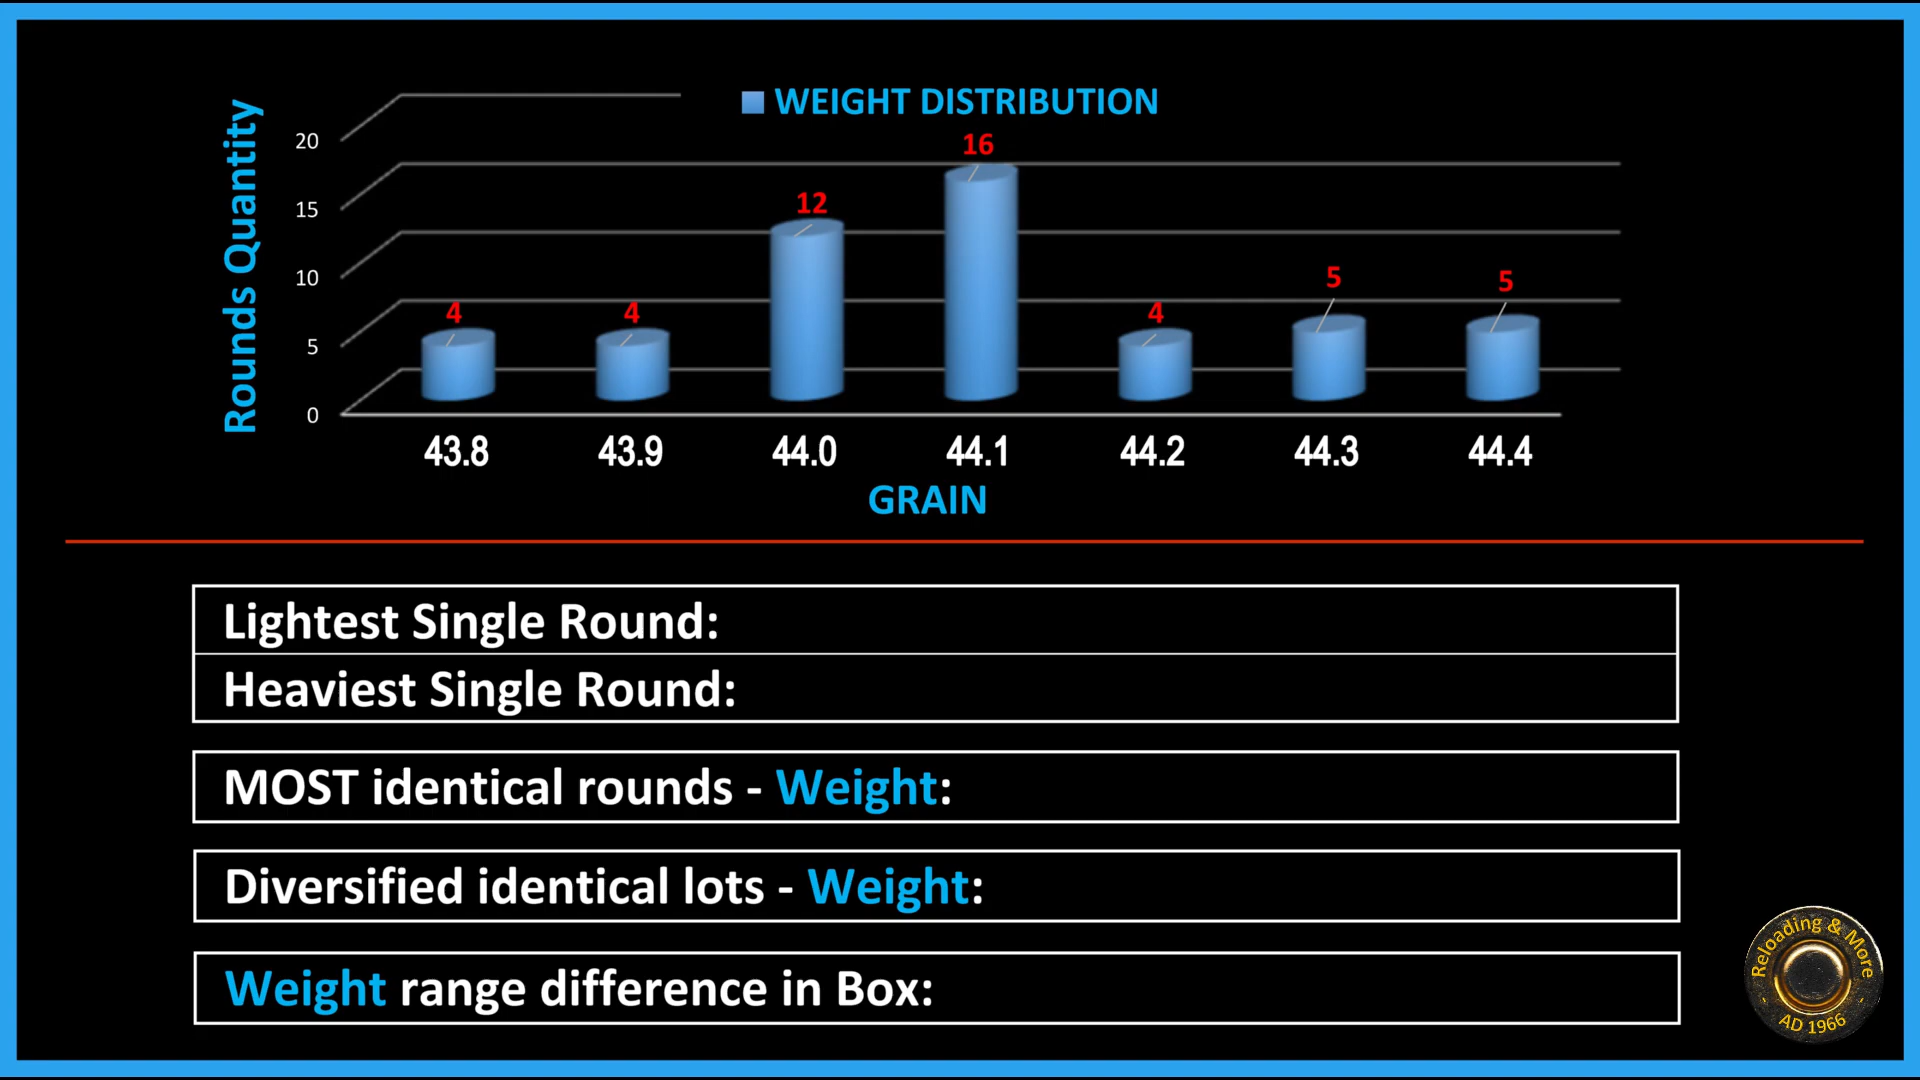 WEIGHT DISTRIBUTION
Rounds Quantity
20
15
10
5
0
4
4
12
16
4
5
5
43.8 43.9 44.0 44.1 44.2 44.3 44.4
GRAIN
Lightest Single Round:
Heaviest Single Round:
MOST identical rounds - Weight:
Diversified identical lots - Weight:
Weight range difference in Box:
Reloading & More
- AD 1966 -